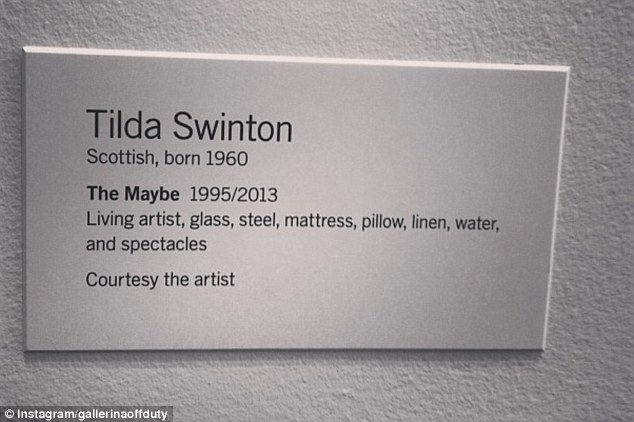 Tilda Swinton
Scottish, born 1960
The Maybe 1995/2013
Living artist, glass, steel, mattress, pillow, linen, water,
and spectacles
Courtesy the artist
© Instagram/gallerinaoffduty